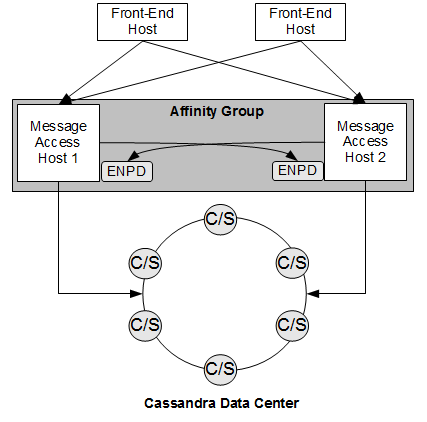 Front-End
Host
Front-End
Host
Affinity Group
Message
Access
Host 1
Message
Access
Host 2
ENPD
ENPD
C/S
C/S
C/S
C/S
C/S
C/S
Cassandra Data Center